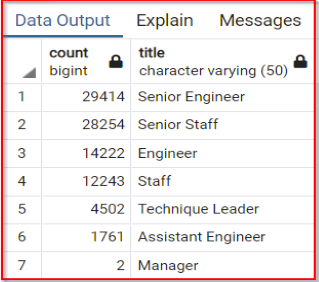 Data Output Explain Messages
count title
bigint character varying (50)
1 29414 Senior Engineer
2 28254 Senior Staff
3 14222 Engineer
4 12243 Staff
5 4502 Technique Leader
6 1761 Assistant Engineer
7 2 Manager